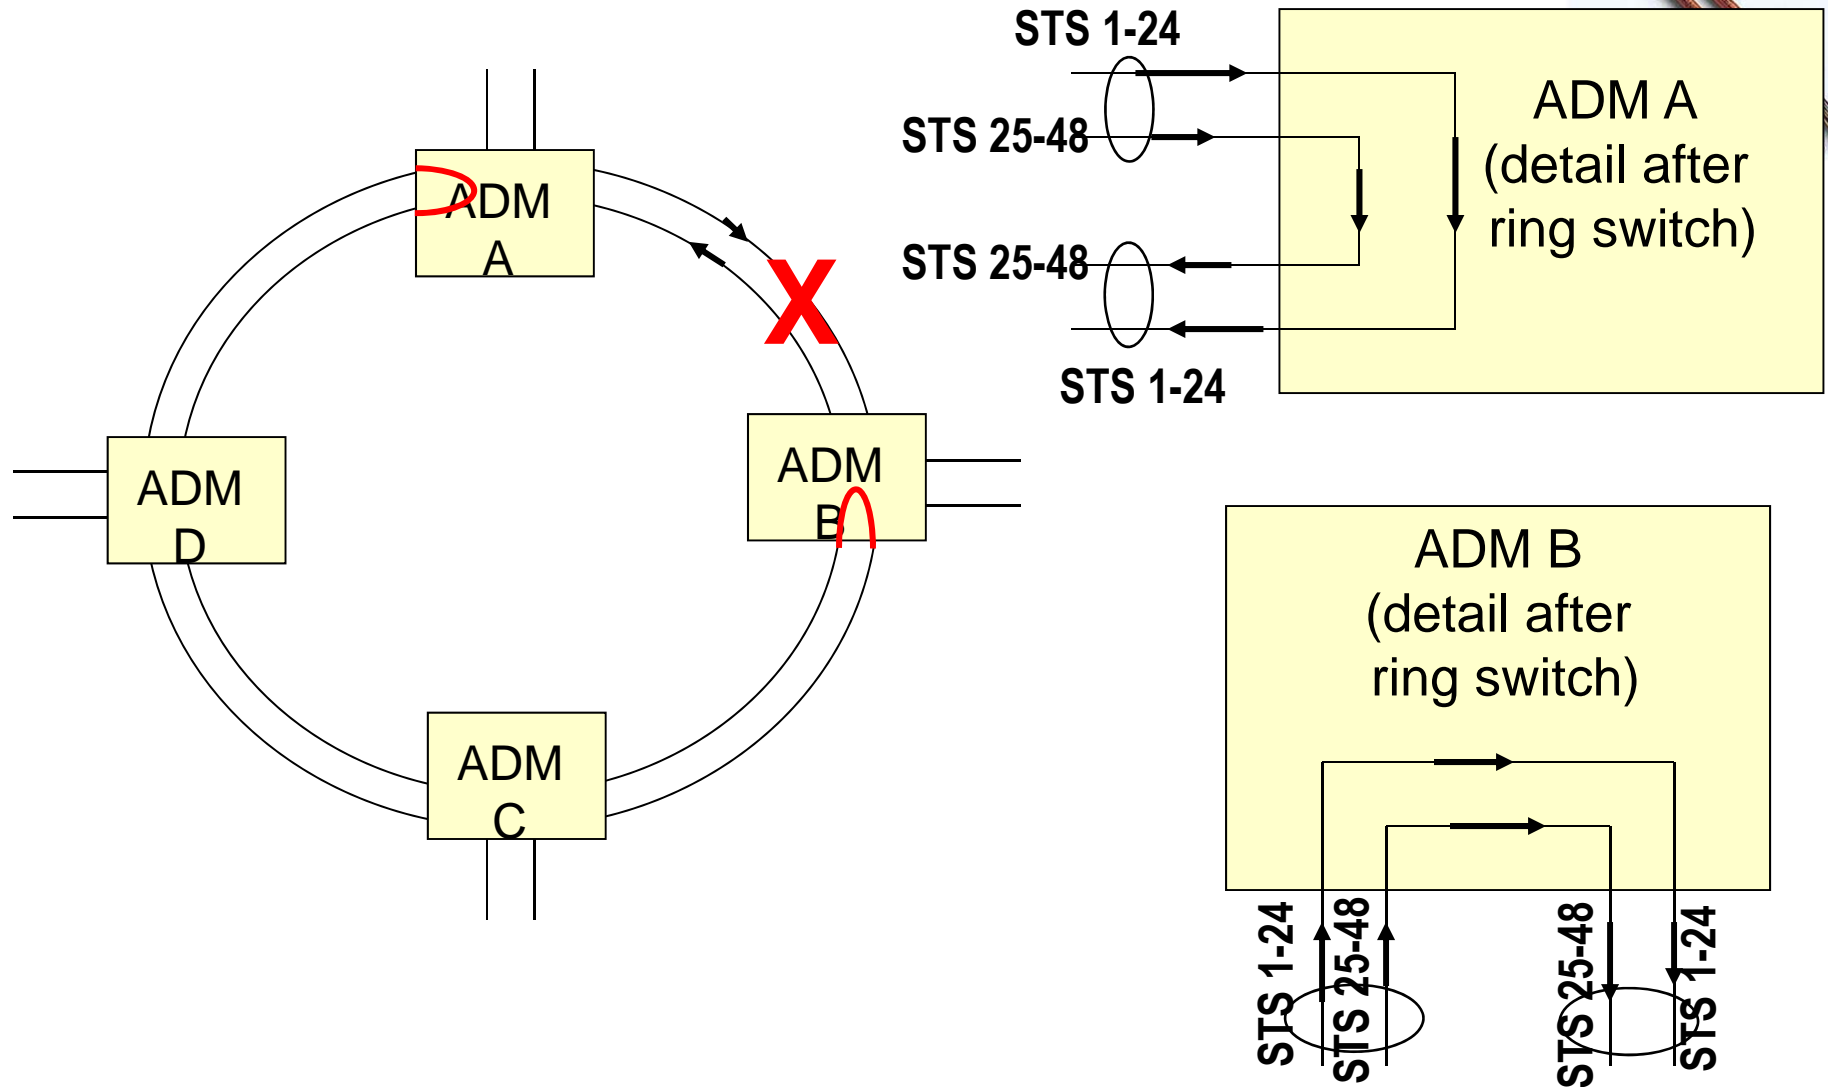 STS 1-24
STS 25-48
STS 25-48
STS 1-24
ADM A
(detail after
ring switch)
ADM
A
X
ADM
B
ADM
D
ADM
C
ADM B
(detail after
ring switch)
STS 1-24
STS 25-48
STS 25-48
STS 1-24